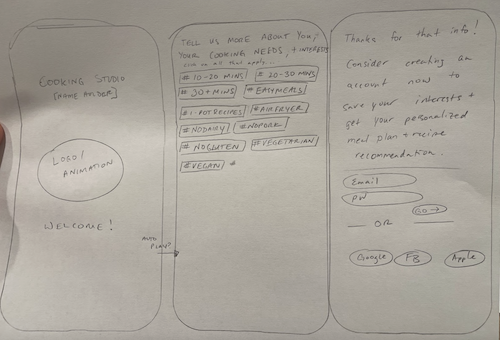 COOKING STUDIO
[NAME HOLDER]
LOGO/
ANIMATION
WELCOME!
AUTO
PLAY?
TELL US MORE ABOUT YOU,
YOUR COOKING NEEDS, + INTERESTS
click on all that apply...
# 10-20 MINS
# 20-30 MINS
# 30+ MINS
# EASYMEALS
# 1-POTRECIPES
# AIRFRYER
# NODAIRY
# NOPORK
# NOGLUTEN
# VEGETARIAN
# VEGAN
Thanks for that info!
Consider creating an
account now to
save your interests +
get your personalized
meal plan + recipe
recommendation.
Email
PW
GO →
OR
Google
FB
Apple